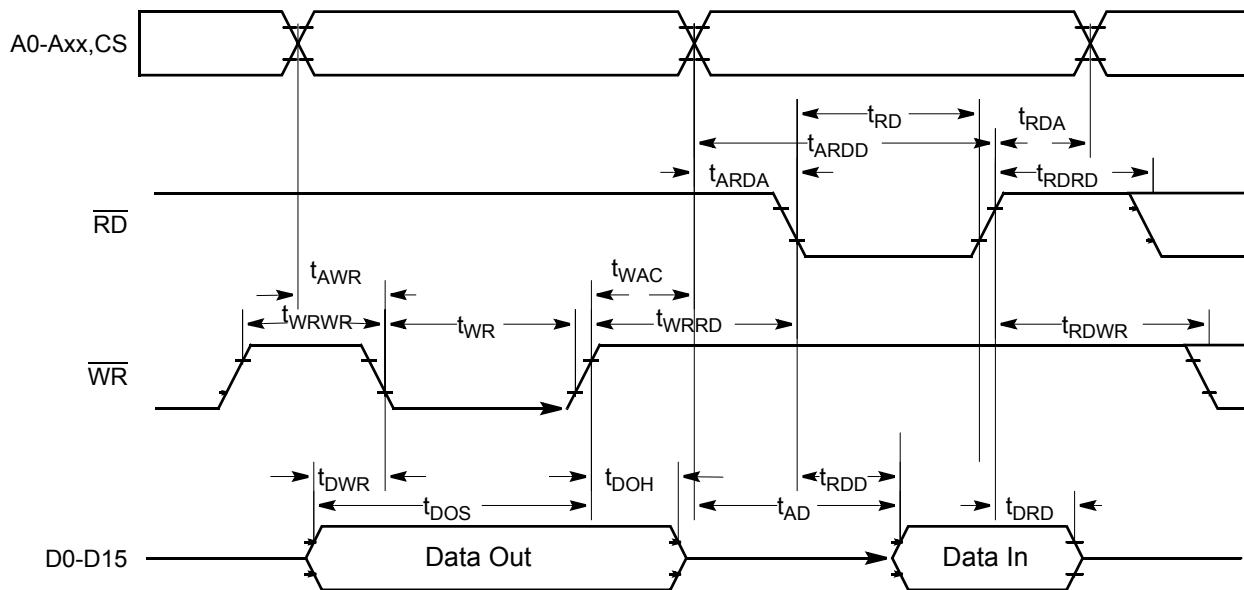 A0-Axx,CS
tRD
tRDA
tARDD
tARDA
tRDRD
RD
tAWR
tWAC
tWRWR
tWR
tWRRD
tRDWR
WR
tDWR
tDOH
tRDD
tDOS
tAD
tDRD
D0-D15
Data Out
Data In